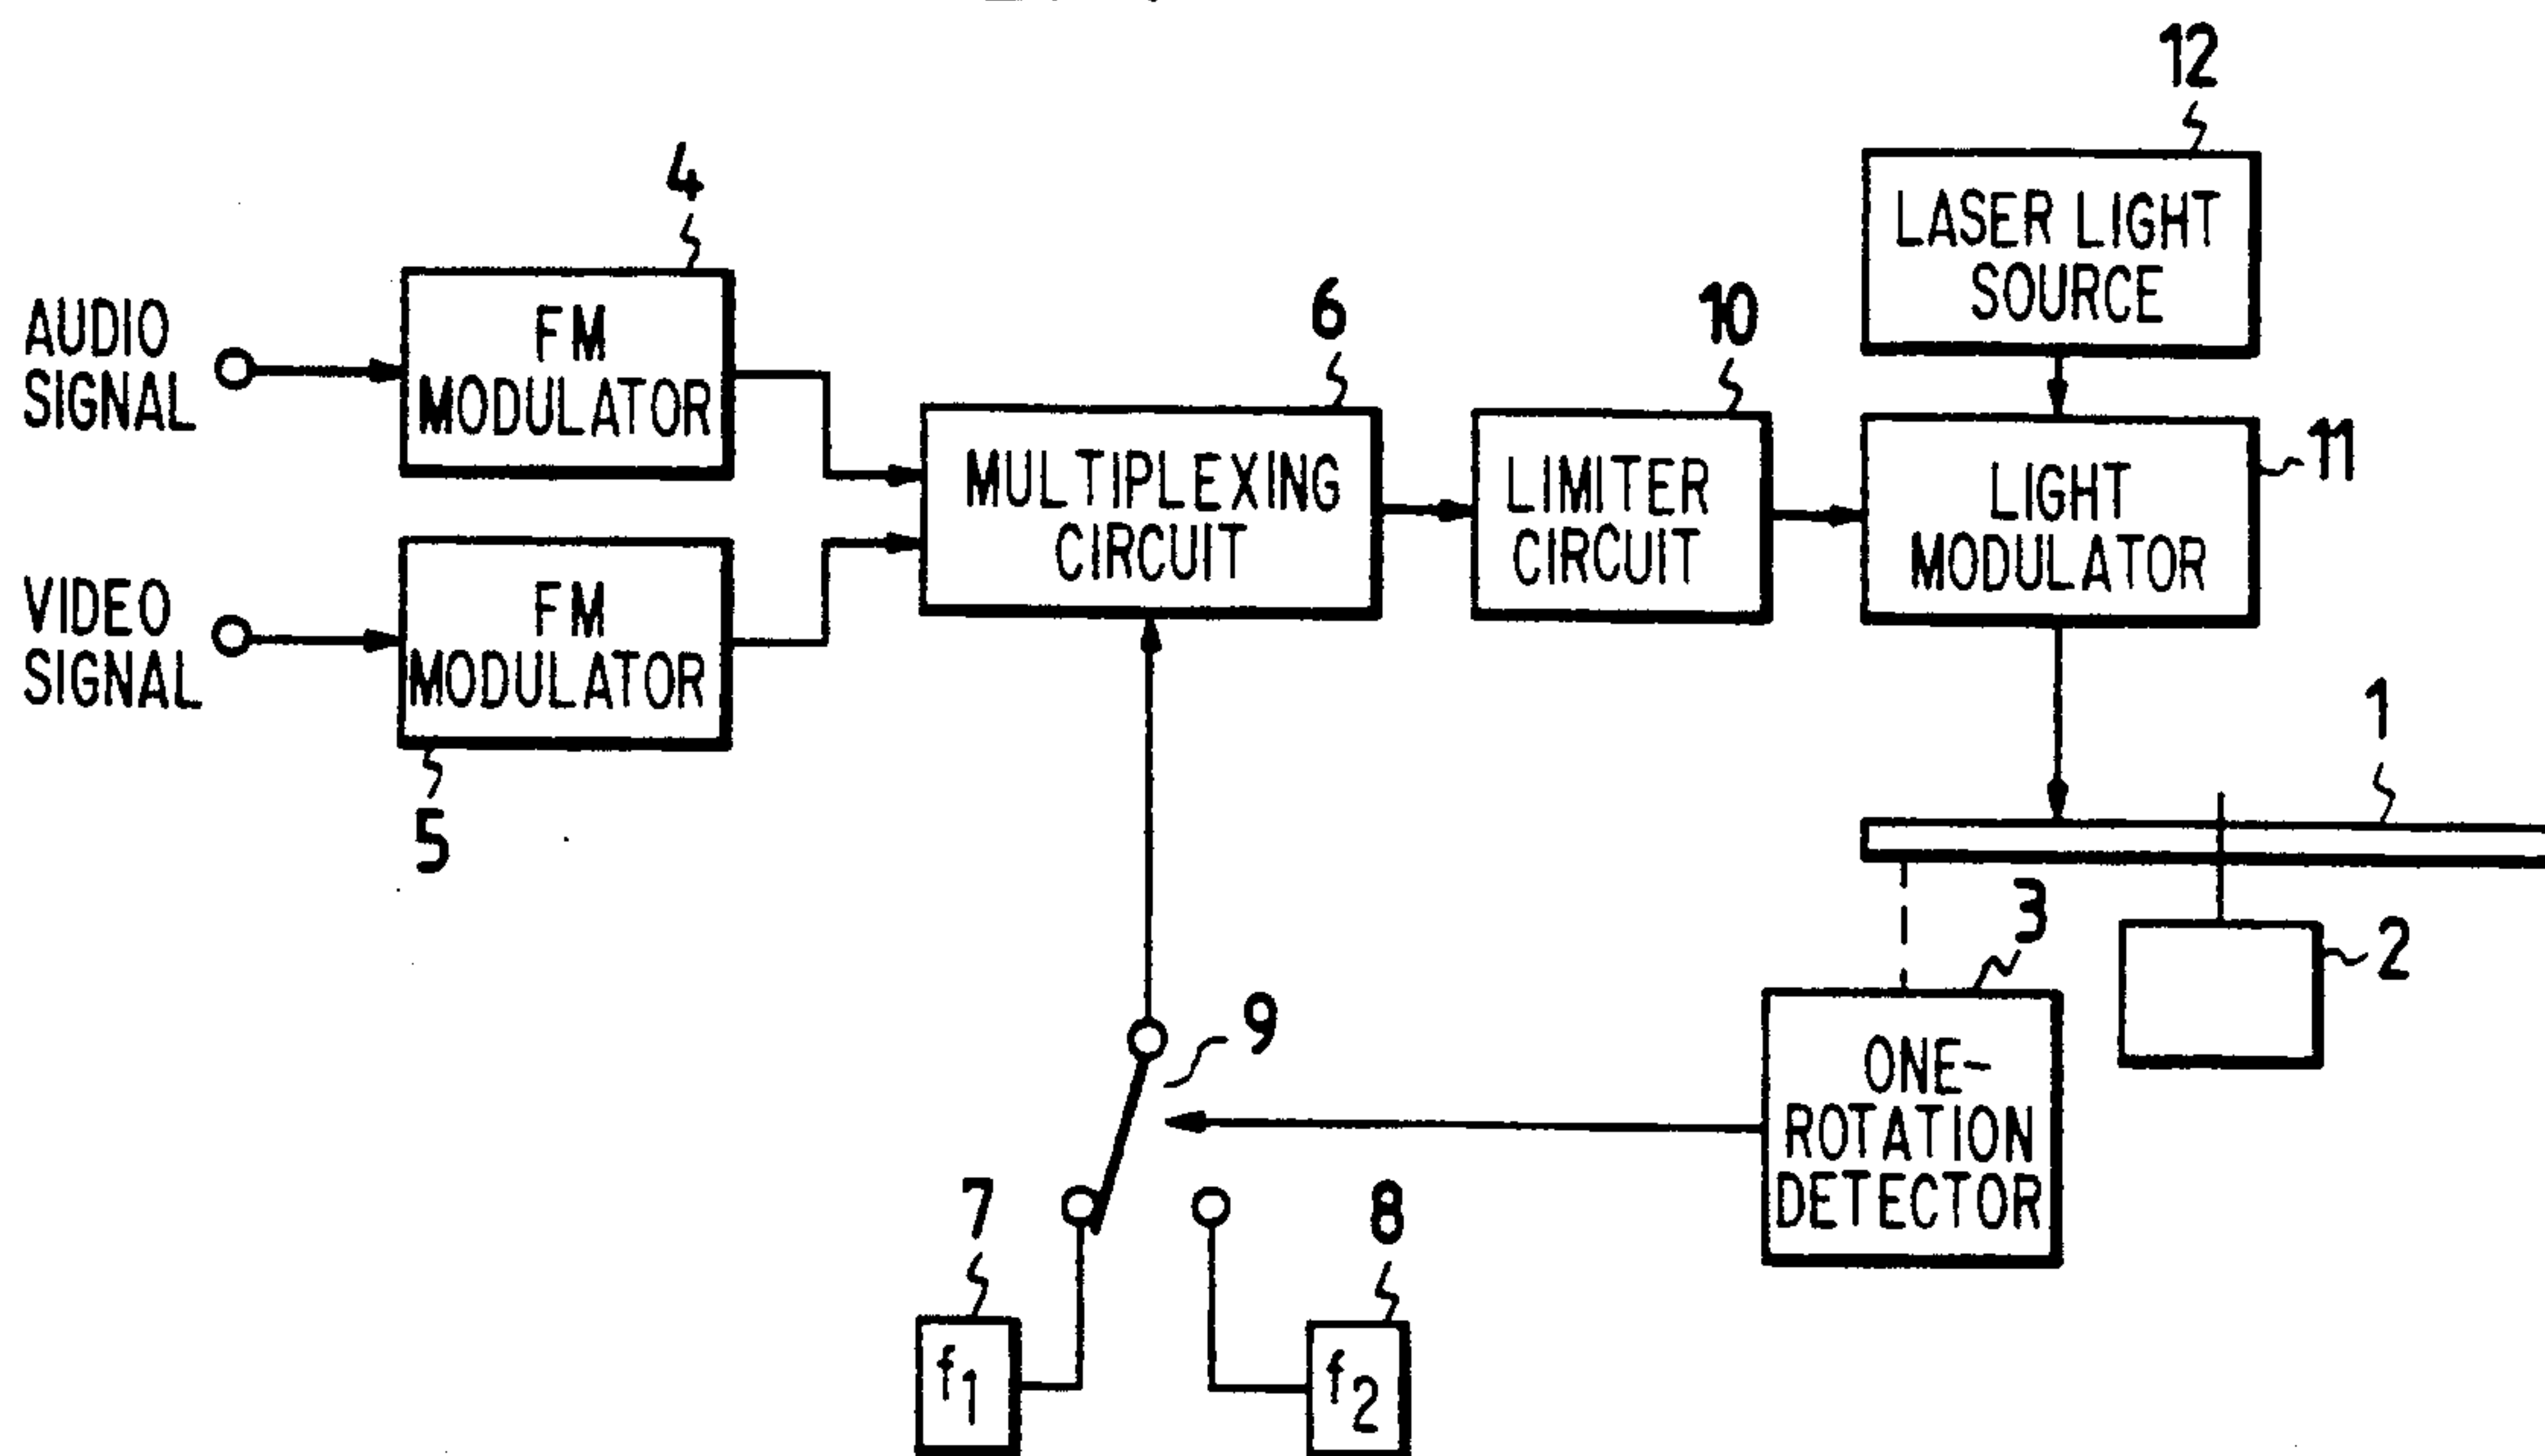 12
LASER LIGHT
SOURCE
4
AUDIO
SIGNAL
FM
MODULATOR
6
MULTIPLEXING
CIRCUIT
10
LIMITER
CIRCUIT
11
LIGHT
MODULATOR
VIDEO
SIGNAL
FM
MODULATOR
5
1
2
3
ONE-
ROTATION
DETECTOR
9
7
f1
8
f2